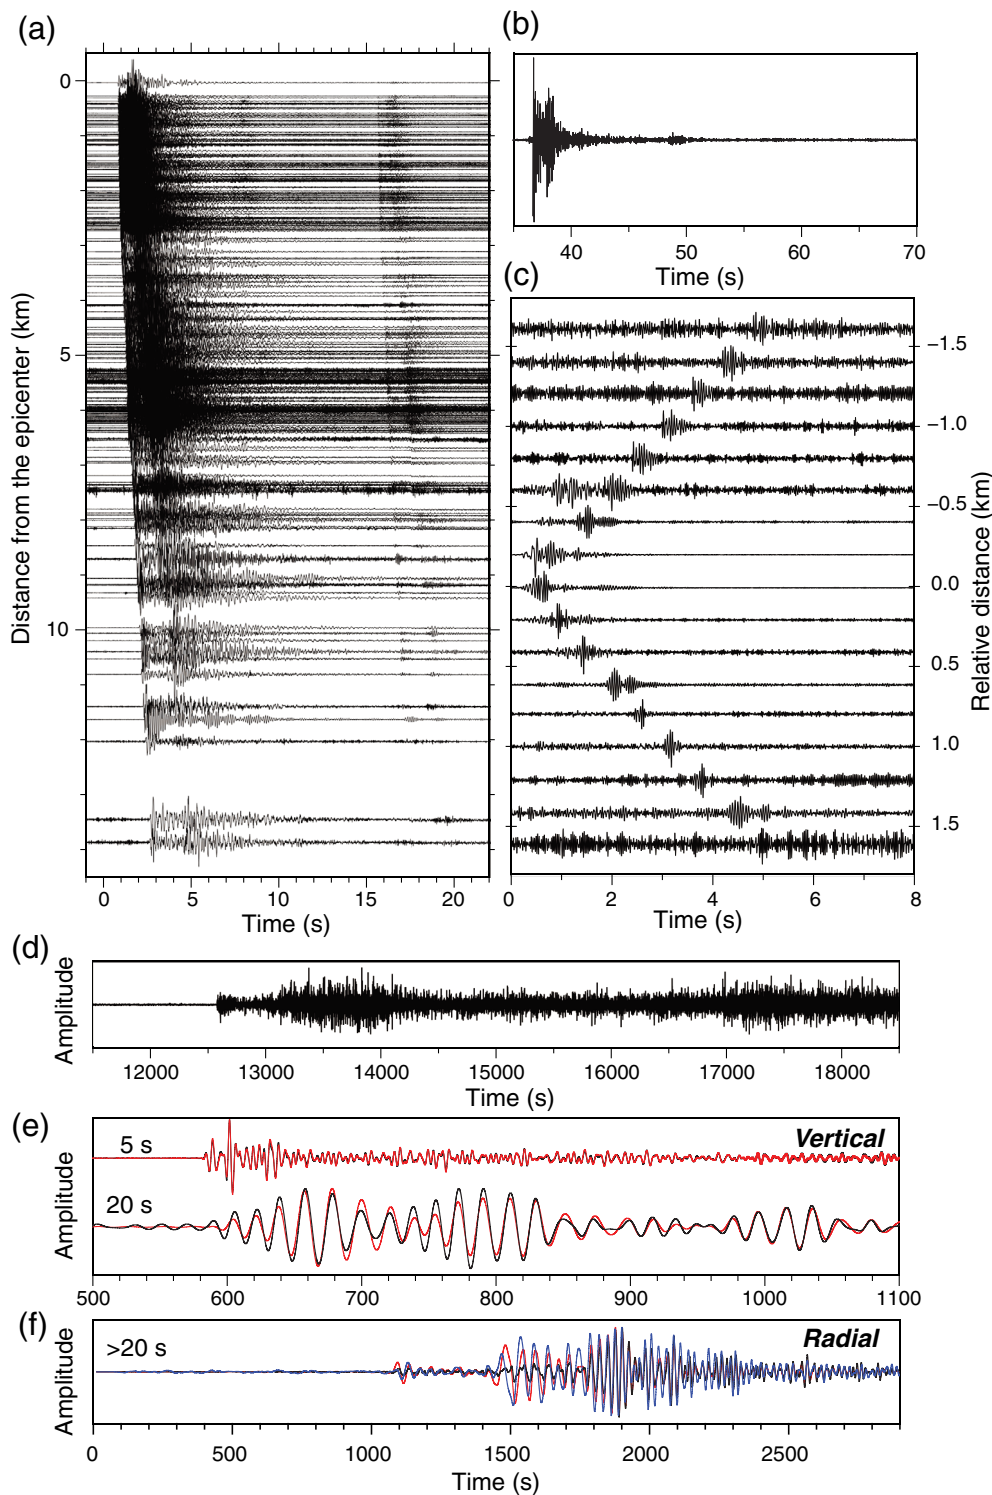 (a)
0
5
10
Distance from the epicenter (km)
0 5 10 15 20
Time (s)
(b)
40 50 60 70
Time (s)
(c)
−1.5
−1.0
−0.5
0.0
0.5
1.0
1.5
Relative distance (km)
0 2 4 6 8
Time (s)
(d)
Amplitude
12000 13000 14000 15000 16000 17000 18000
Time (s)
(e)
5 s
Vertical
20 s
Amplitude
500 600 700 800 900 1000 1100
(f)
>20 s
Radial
Amplitude
0 500 1000 1500 2000 2500
Time (s)